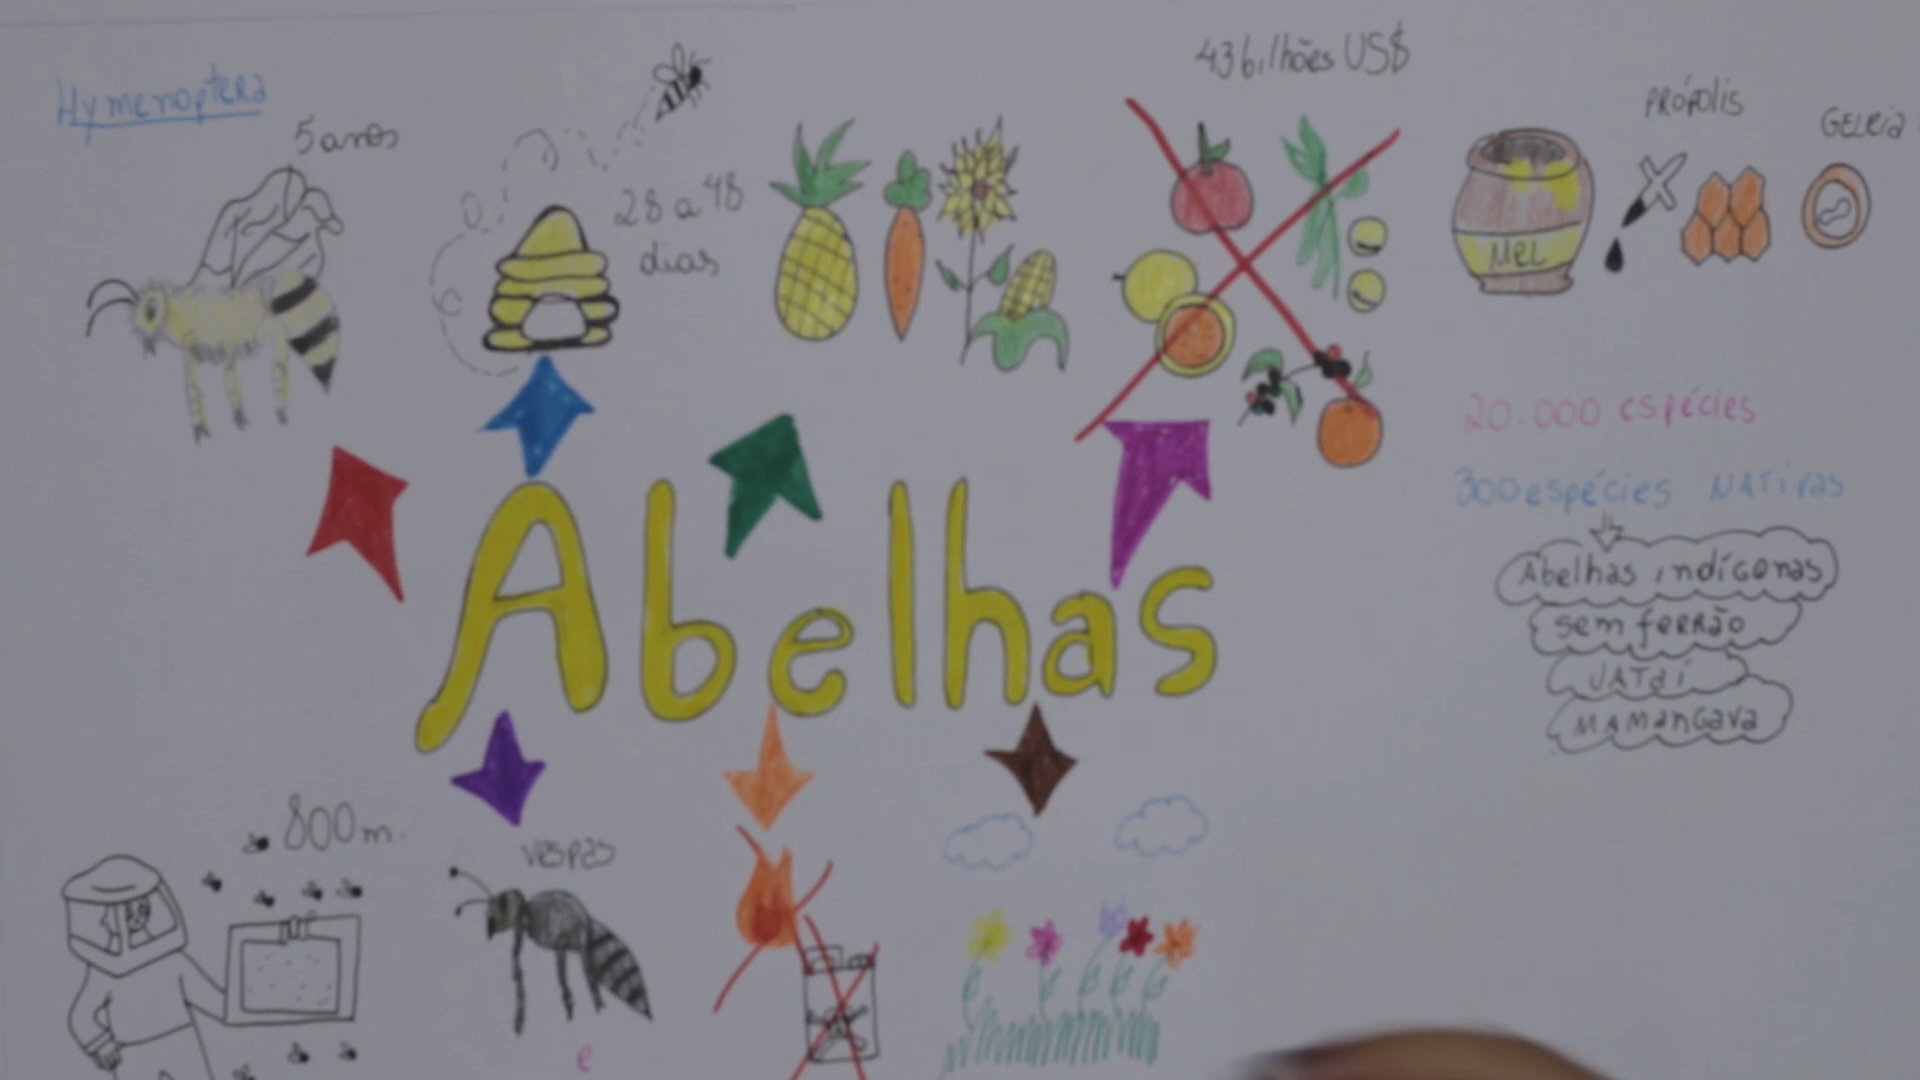 Hymenoptera
5 anos
28 a 48
dias
43 bilhões US$
Mel
PRÓPOLIS
GELEIA
20.000 espécies
300 espécies NATIVAS
Abelhas indígenas
sem ferrão
JATAÍ
MAMANGAVA
Abelhas
800 m.
vespas
e